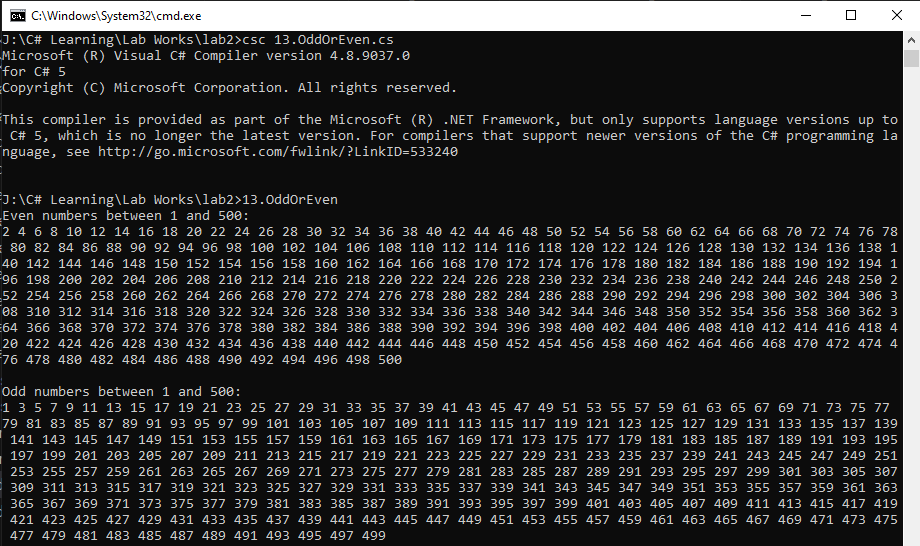 C:\Windows\System32\cmd.exe
J:\C# Learning\Lab Works\lab2>csc 13.OddOrEven.cs
Microsoft (R) Visual C# Compiler version 4.8.9037.0
for C# 5
Copyright (C) Microsoft Corporation. All rights reserved.
This compiler is provided as part of the Microsoft (R) .NET Framework, but only supports language versions up to
 C# 5, which is no longer the latest version. For compilers that support newer versions of the C# programming la
nguage, see http://go.microsoft.com/fwlink/?LinkID=533240
J:\C# Learning\Lab Works\lab2>13.OddOrEven
Even numbers between 1 and 500:
2 4 6 8 10 12 14 16 18 20 22 24 26 28 30 32 34 36 38 40 42 44 46 48 50 52 54 56 58 60 62 64 66 68 70 72 74 76 78
 80 82 84 86 88 90 92 94 96 98 100 102 104 106 108 110 112 114 116 118 120 122 124 126 128 130 132 134 136 138 1
40 142 144 146 148 150 152 154 156 158 160 162 164 166 168 170 172 174 176 178 180 182 184 186 188 190 192 194 1
96 198 200 202 204 206 208 210 212 214 216 218 220 222 224 226 228 230 232 234 236 238 240 242 244 246 248 250 2
52 254 256 258 260 262 264 266 268 270 272 274 276 278 280 282 284 286 288 290 292 294 296 298 300 302 304 306 3
08 310 312 314 316 318 320 322 324 326 328 330 332 334 336 338 340 342 344 346 348 350 352 354 356 358 360 362 3
64 366 368 370 372 374 376 378 380 382 384 386 388 390 392 394 396 398 400 402 404 406 408 410 412 414 416 418 4
20 422 424 426 428 430 432 434 436 438 440 442 444 446 448 450 452 454 456 458 460 462 464 466 468 470 472 474 4
76 478 480 482 484 486 488 490 492 494 496 498 500
Odd numbers between 1 and 500:
1 3 5 7 9 11 13 15 17 19 21 23 25 27 29 31 33 35 37 39 41 43 45 47 49 51 53 55 57 59 61 63 65 67 69 71 73 75 77
79 81 83 85 87 89 91 93 95 97 99 101 103 105 107 109 111 113 115 117 119 121 123 125 127 129 131 133 135 137 139
 141 143 145 147 149 151 153 155 157 159 161 163 165 167 169 171 173 175 177 179 181 183 185 187 189 191 193 195
 197 199 201 203 205 207 209 211 213 215 217 219 221 223 225 227 229 231 233 235 237 239 241 243 245 247 249 251
 253 255 257 259 261 263 265 267 269 271 273 275 277 279 281 283 285 287 289 291 293 295 297 299 301 303 305 307
 309 311 313 315 317 319 321 323 325 327 329 331 333 335 337 339 341 343 345 347 349 351 353 355 357 359 361 363
 365 367 369 371 373 375 377 379 381 383 385 387 389 391 393 395 397 399 401 403 405 407 409 411 413 415 417 419
 421 423 425 427 429 431 433 435 437 439 441 443 445 447 449 451 453 455 457 459 461 463 465 467 469 471 473 475
 477 479 481 483 485 487 489 491 493 495 497 499